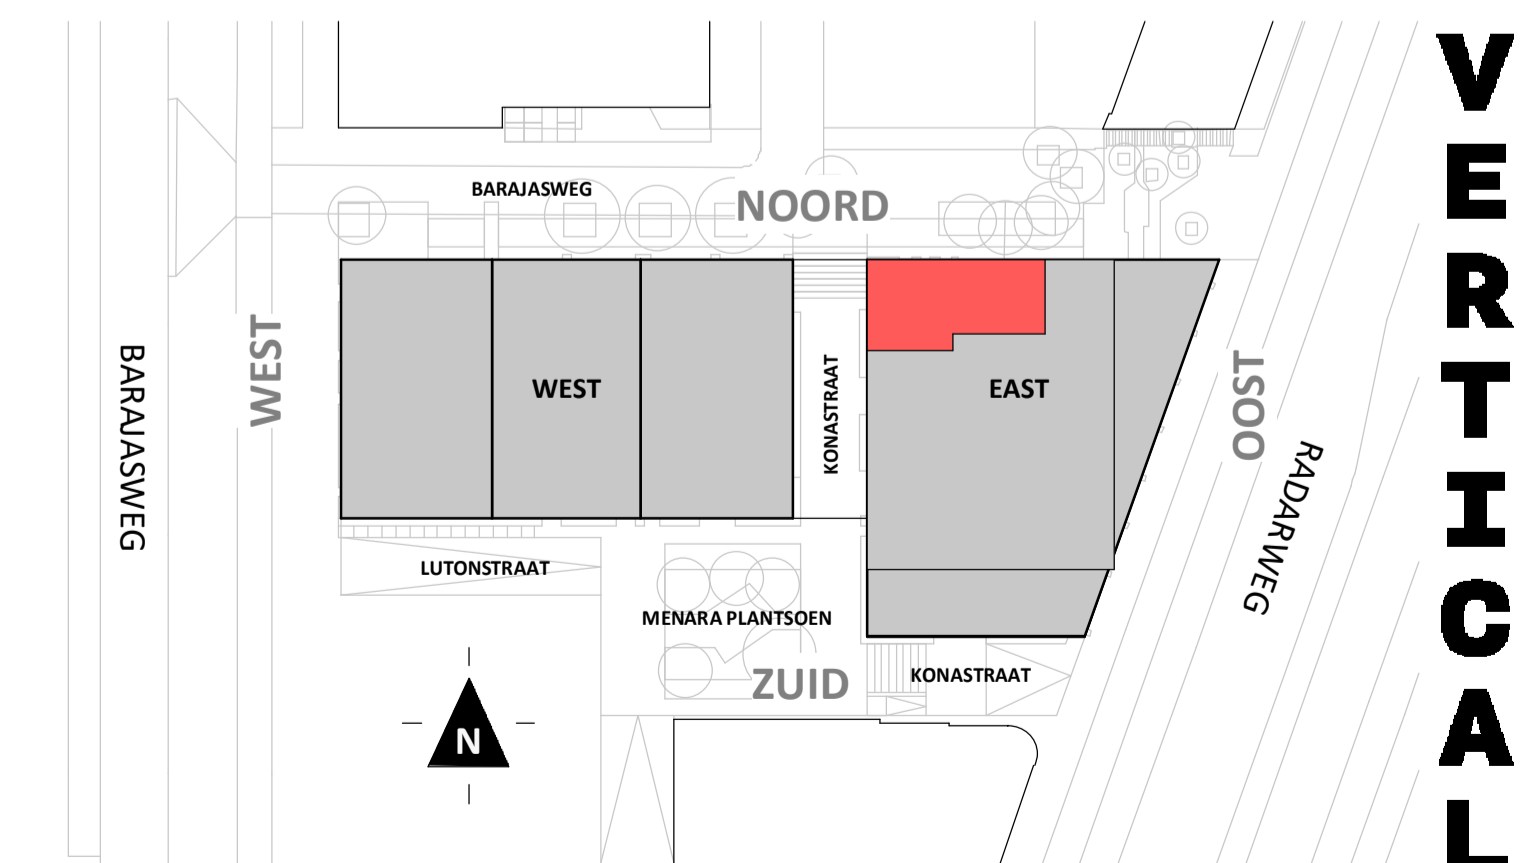 BARAJASWEG
NOORD
WEST
BARAJASWEG
WEST
KONASTRAAT
EAST
OOST
RADARWEG
LUTONSTRAAT
MENARA PLANTSOEN
ZUID
KONASTRAAT
N
VERTICAL